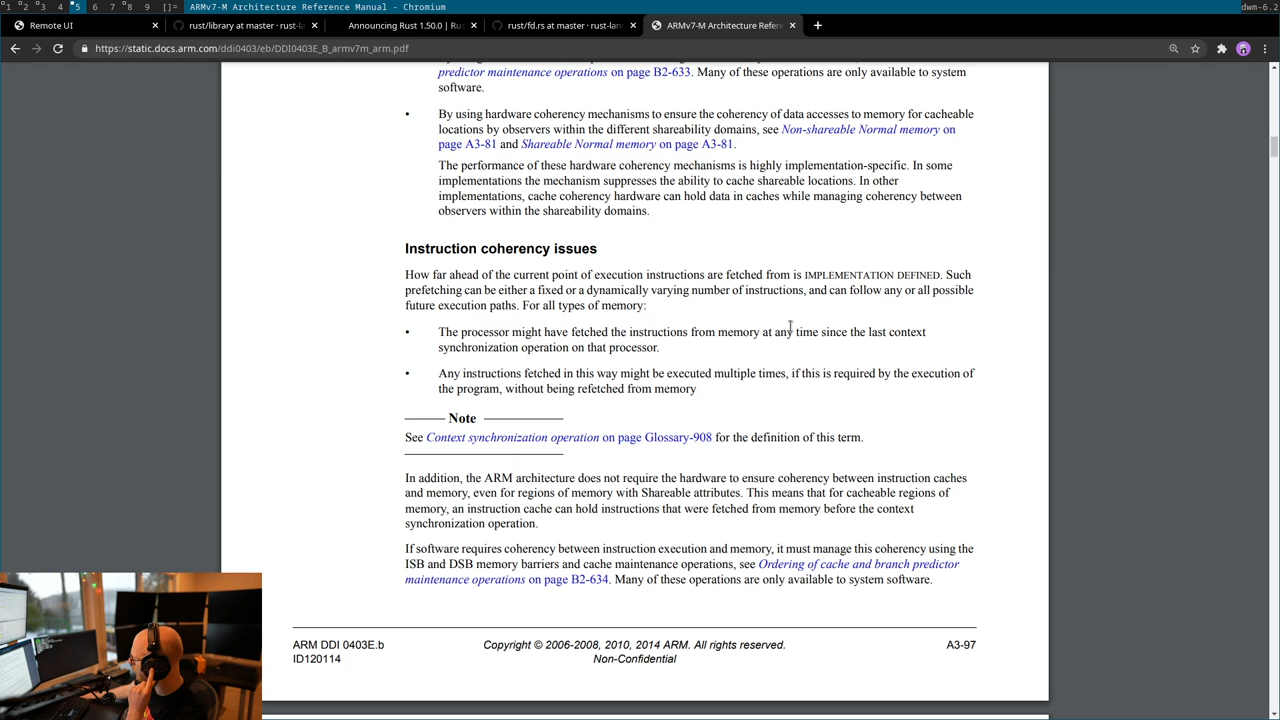 1 2 3 4 5 6 7 8 9 []= ARMv7-M Architecture Reference Manual - Chromium dwm-6.2
Remote UI × rust/library at master · rust-la × Announcing Rust 1.50.0 | Ru × rust/fd.rs at master · rust-lang × ARMv7-M Architecture Refere × +
https://static.docs.arm.com/ddi0403/eb/DDI0403E_B_armv7m_arm.pdf
predictor maintenance operations on page B2-633. Many of these operations are only available to system
software.
• By using hardware coherency mechanisms to ensure the coherency of data accesses to memory for cacheable
locations by observers within the different shareability domains, see Non-shareable Normal memory on
page A3-81 and Shareable Normal memory on page A3-81.
The performance of these hardware coherency mechanisms is highly implementation-specific. In some
implementations the mechanism suppresses the ability to cache shareable locations. In other
implementations, cache coherency hardware can hold data in caches while managing coherency between
observers within the shareability domains.
Instruction coherency issues
How far ahead of the current point of execution instructions are fetched from is IMPLEMENTATION DEFINED. Such
prefetching can be either a fixed or a dynamically varying number of instructions, and can follow any or all possible
future execution paths. For all types of memory:
• The processor might have fetched the instructions from memory at any time since the last context
synchronization operation on that processor.
• Any instructions fetched in this way might be executed multiple times, if this is required by the execution of
the program, without being refetched from memory
Note
See Context synchronization operation on page Glossary-908 for the definition of this term.
In addition, the ARM architecture does not require the hardware to ensure coherency between instruction caches
and memory, even for regions of memory with Shareable attributes. This means that for cacheable regions of
memory, an instruction cache can hold instructions that were fetched from memory before the context
synchronization operation.
If software requires coherency between instruction execution and memory, it must manage this coherency using the
ISB and DSB memory barriers and cache maintenance operations, see Ordering of cache and branch predictor
maintenance operations on page B2-634. Many of these operations are only available to system software.
ARM DDI 0403E.b Copyright © 2006-2008, 2010, 2014 ARM. All rights reserved. A3-97
ID120114 Non-Confidential